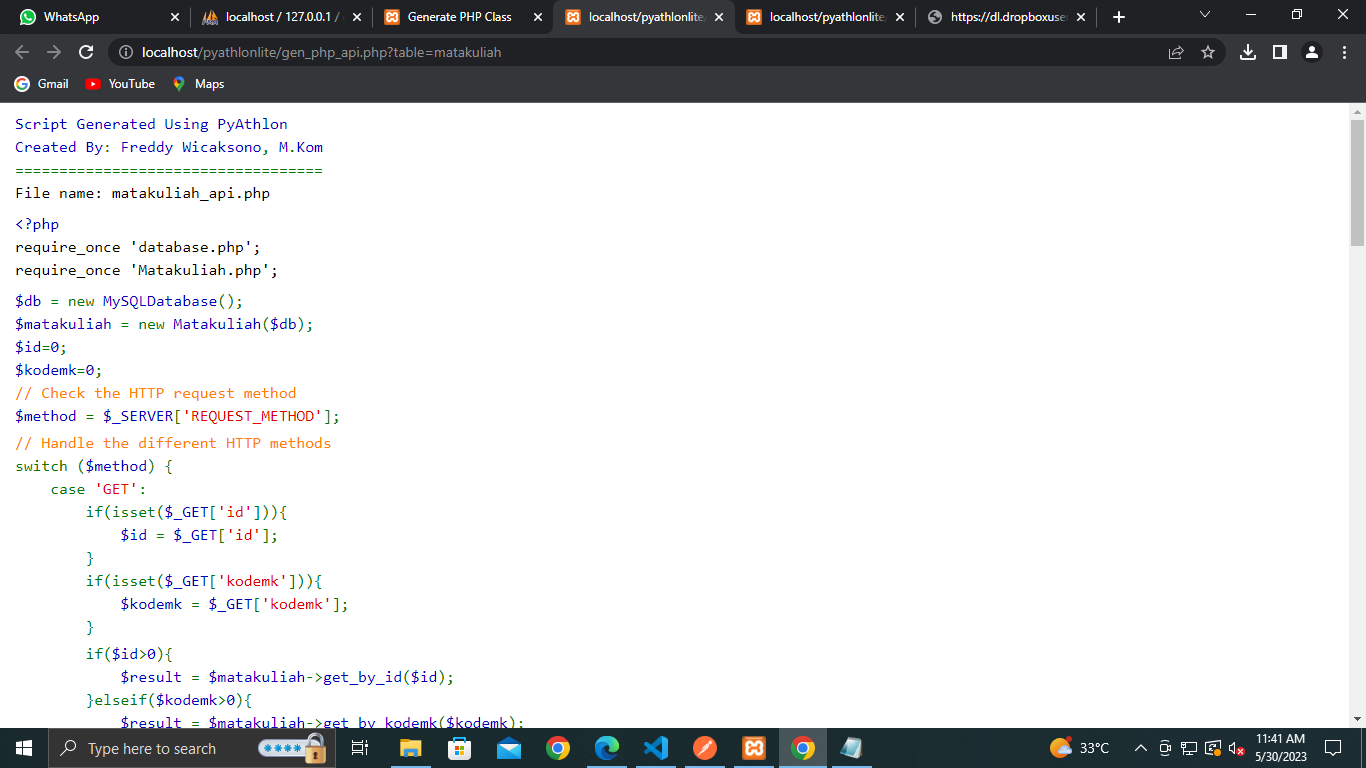 WhatsApp
localhost / 127.0.0.1 /
Generate PHP Class
localhost/pyathlonlite/
localhost/pyathlonlite/
https://dl.dropboxuse
localhost/pyathlonlite/gen_php_api.php?table=matakuliah
Gmail
YouTube
Maps
Script Generated Using PyAthlon
Created By: Freddy Wicaksono, M.Kom
===================================
File name: matakuliah_api.php
<?php
require_once 'database.php';
require_once 'Matakuliah.php';
$db = new MySQLDatabase();
$matakuliah = new Matakuliah($db);
$id=0;
$kodemk=0;
// Check the HTTP request method
$method = $_SERVER['REQUEST_METHOD'];
// Handle the different HTTP methods
switch ($method) {
    case 'GET':
        if(isset($_GET['id'])){
            $id = $_GET['id'];
        }
        if(isset($_GET['kodemk'])){
            $kodemk = $_GET['kodemk'];
        }
        if($id>0){
            $result = $matakuliah->get_by_id($id);
        }elseif($kodemk>0){
            $result = $matakuliah->get_by_kodemk($kodemk);
Type here to search
33°C
11:41 AM
5/30/2023